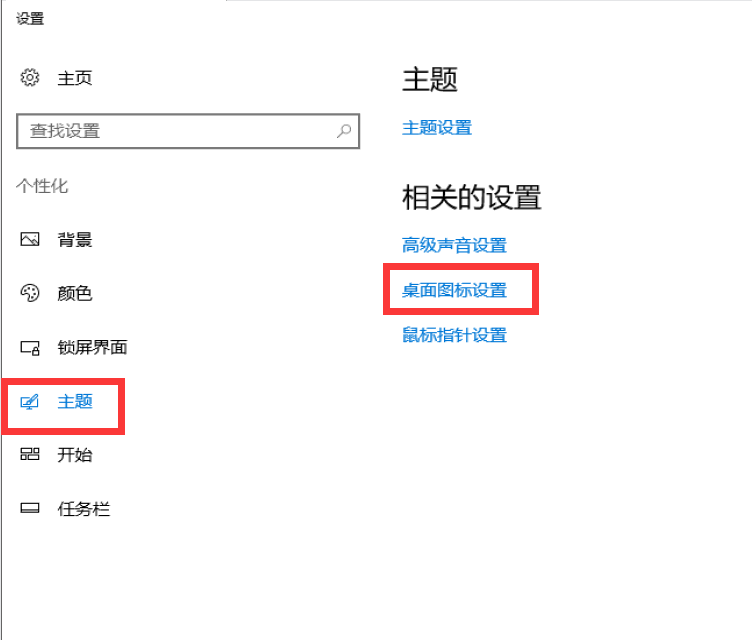 设置
主页
查找设置
个性化
背景
颜色
锁屏界面
主题
开始
任务栏
主题
主题设置
相关的设置
高级声音设置
桌面图标设置
鼠标指针设置